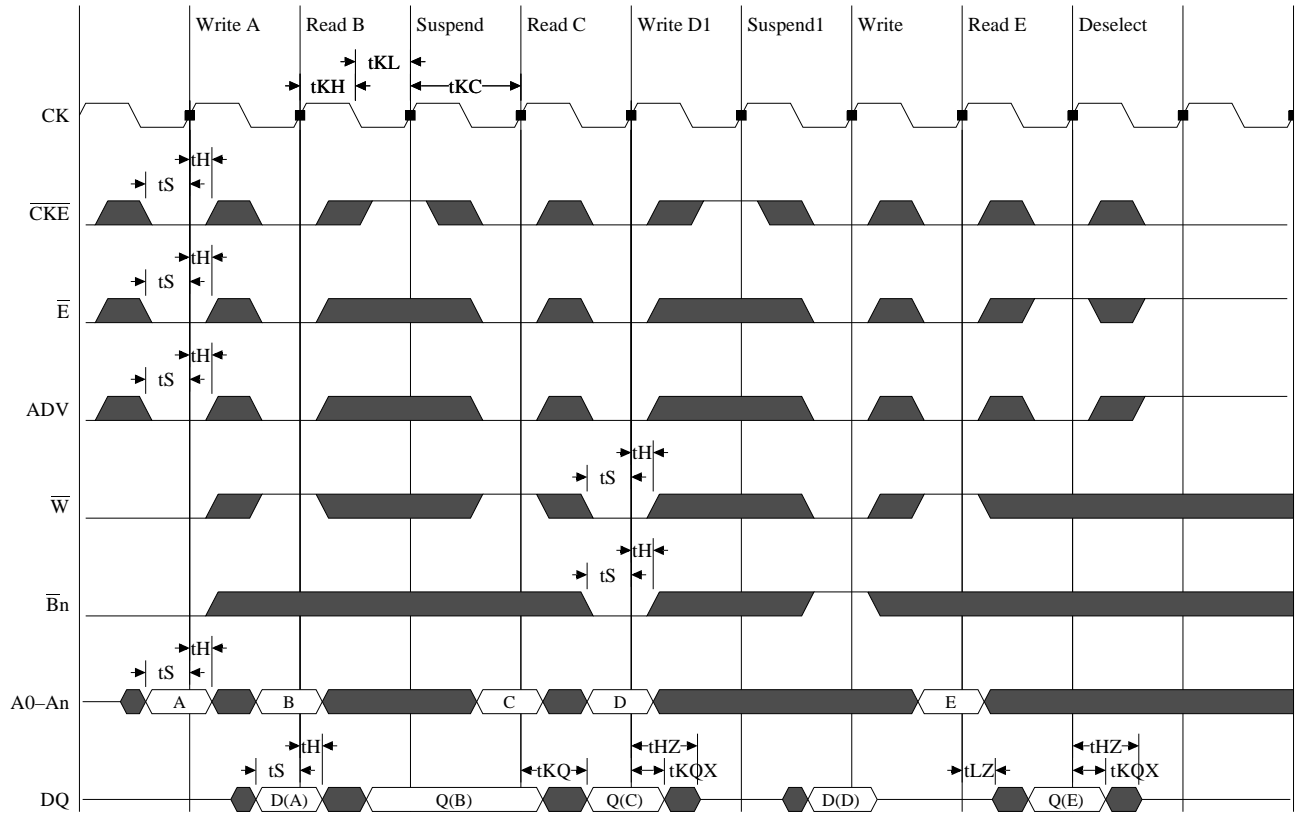 Write A Read B Suspend Read C Write D1 Suspend1 Write Read E Deselect
tKL
tKH tKC
CK
tH
tS
CKE
tH
tS
E
tH
tS
ADV
tH
tS
W
tH
tS
Bn
tH
tS
A0–An A B C D E
tH tHZ tHZ
tS tKQ tKQX tLZ tKQX
DQ D(A) Q(B) Q(C) D(D) Q(E)